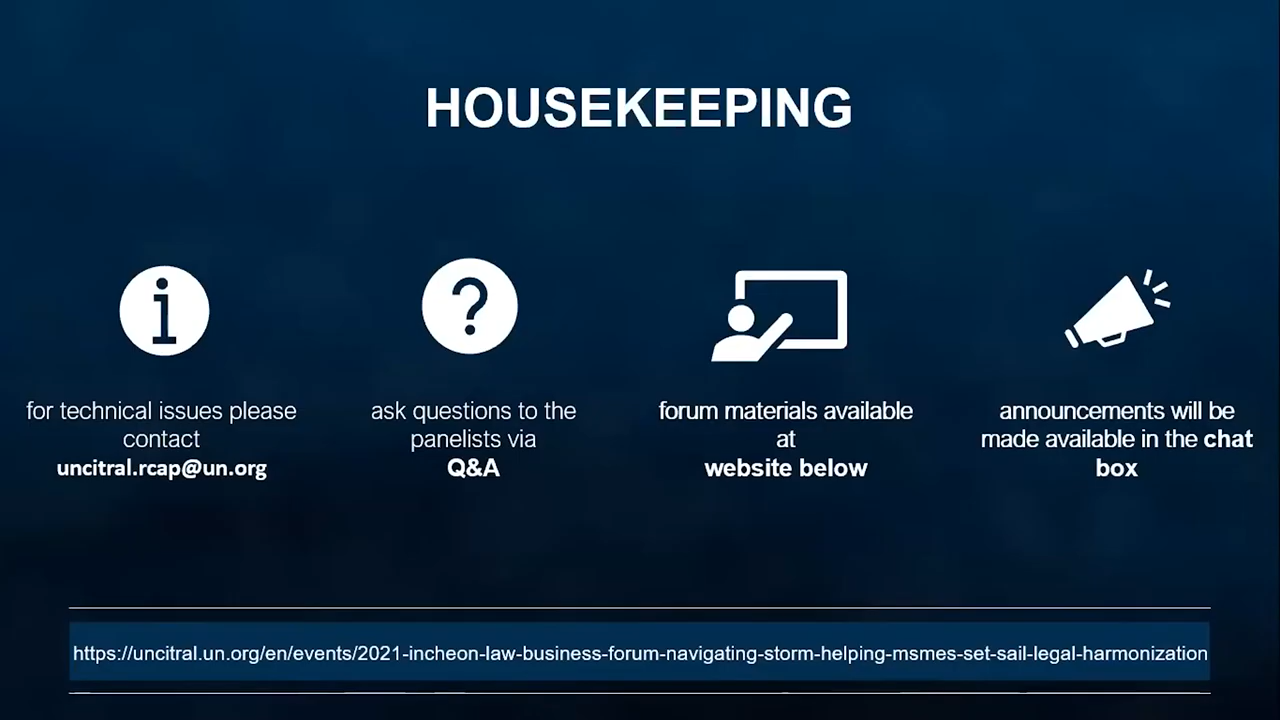 HOUSEKEEPING
for technical issues please
contact
uncitral.rcap@un.org
ask questions to the
panelists via
Q&A
forum materials available
at
website below
announcements will be
made available in the chat
box
https://uncitral.un.org/en/events/2021-incheon-law-business-forum-navigating-storm-helping-msmes-set-sail-legal-harmonization